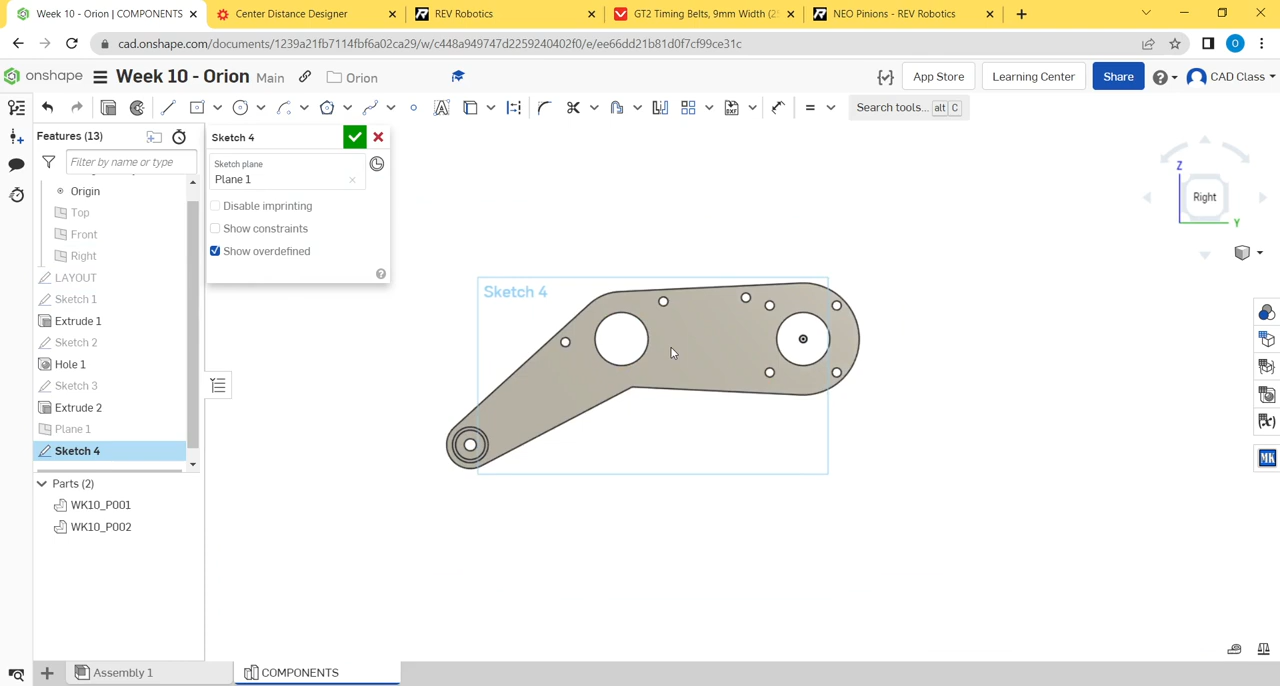 Week 10 - Orion | COMPONENTS
Center Distance Designer
REV Robotics
GT2 Timing Belts, 9mm Width (2
NEO Pinions - REV Robotics
cad.onshape.com/documents/1239a21fb7114fbf6a02ca29/w/c448a949747d0259240402f0/e/ee66dd21b81d0f7cf99ce31c
O
onshape
Week 10 - Orion
Main
Orion
App Store
Learning Center
Share
CAD Class
Search tools...
alt
C
Features (13)
Filter by name or type
Origin
Top
Front
Right
LAYOUT
Sketch 1
Extrude 1
Sketch 2
Hole 1
Sketch 3
Extrude 2
Plane 1
Sketch 4
Parts (2)
WK10_P001
WK10_P002
Sketch 4
Sketch plane
Plane 1
Disable imprinting
Show constraints
Show overdefined
Sketch 4
Z
Right
Y
MK
Assembly 1
COMPONENTS